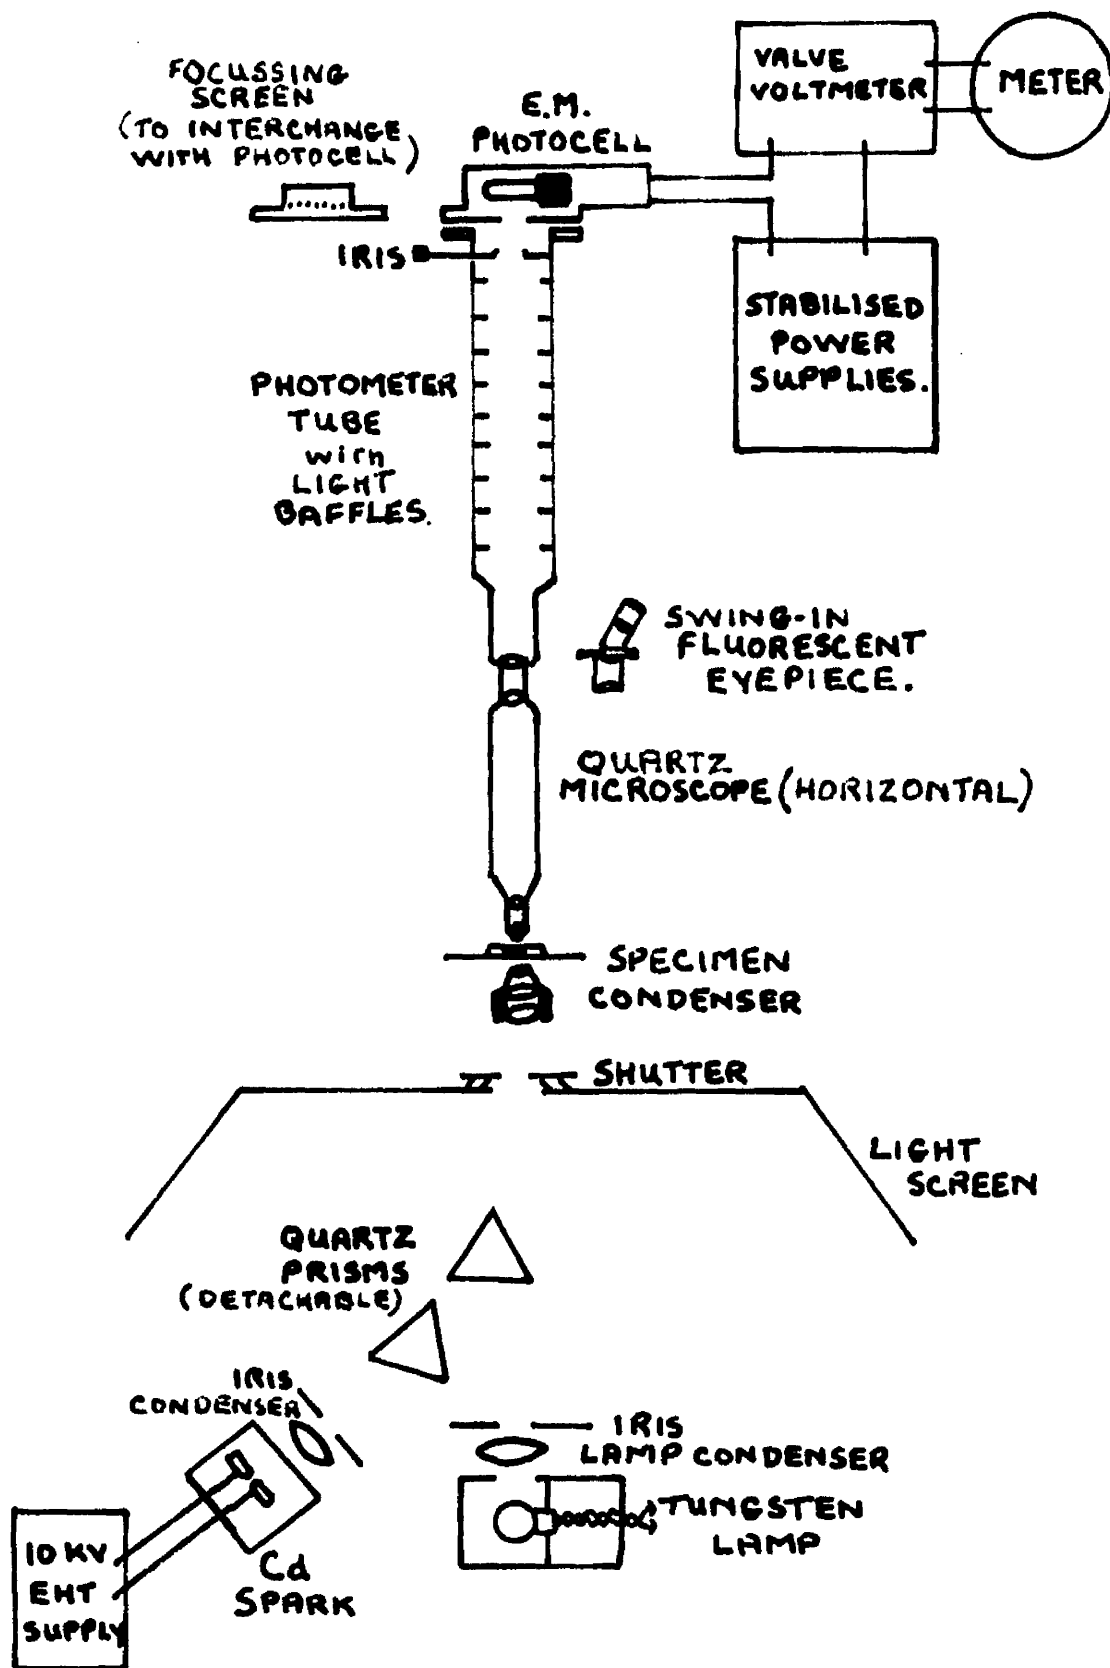 FOCUSSING
SCREEN
(TO INTERCHANGE
WITH PHOTOCELL)
E.M.
PHOTOCELL
VALVE
VOLTMETER
METER
IRIS
STABILISED
POWER
SUPPLIES.
PHOTOMETER
TUBE
with
LIGHT
BAFFLES.
SWING-IN
FLUORESCENT
EYEPIECE.
QUARTZ
MICROSCOPE (HORIZONTAL)
SPECIMEN
CONDENSER
SHUTTER
LIGHT
SCREEN
QUARTZ
PRISMS
(DETACHABLE)
IRIS
CONDENSER
IRIS
LAMP CONDENSER
TUNGSTEN
LAMP
10 KV
EHT
SUPPLY
Cd
SPARK